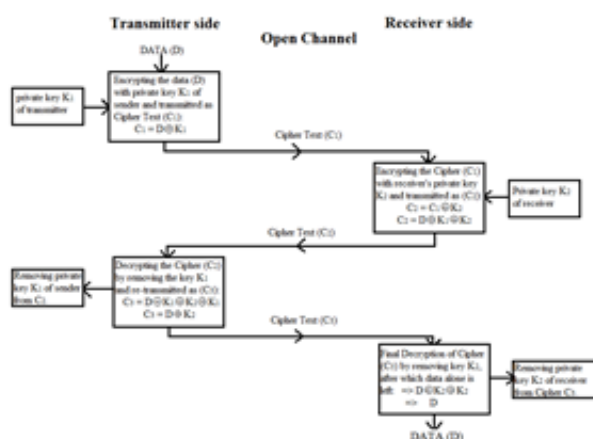 Transmitter side
Receiver side
Open Channel
DATA (D)
Encrypting the data (D)
with private key K₁ of
sender and transmitted as
Cipher Text (C₁):
C₁ = D⊕K₁
private key K₁
of transmitter
Cipher Text (C₁)
Encrypting the Cipher (C₁)
with receiver's private key
K₂ and transmitted as (C₂)
C₂ = C₁ ⊕K₂
C₂ = D⊕K₁⊕K₂
Private key K₂
of receiver
Cipher Text (C₂)
Decrypting the Cipher (C₂)
by removing the key K₁
and re-transmitted as (C₃)
C₃ = D⊕K₁ ⊕K₂⊕K₁
C₃ = D⊕K₂
Removing private
key K₁ of sender
from C₂
Cipher Text (C₃)
Final Decryption of Cipher
(C₃) by removing key K₂,
after which data alone is
left: => D⊕K₂⊕K₂
=> D
Removing private
key K₂ of receiver
from Cipher C₃
DATA (D)